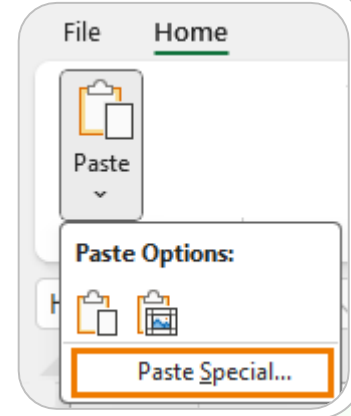 File Home
Paste
Paste Options:
H
Paste Special...